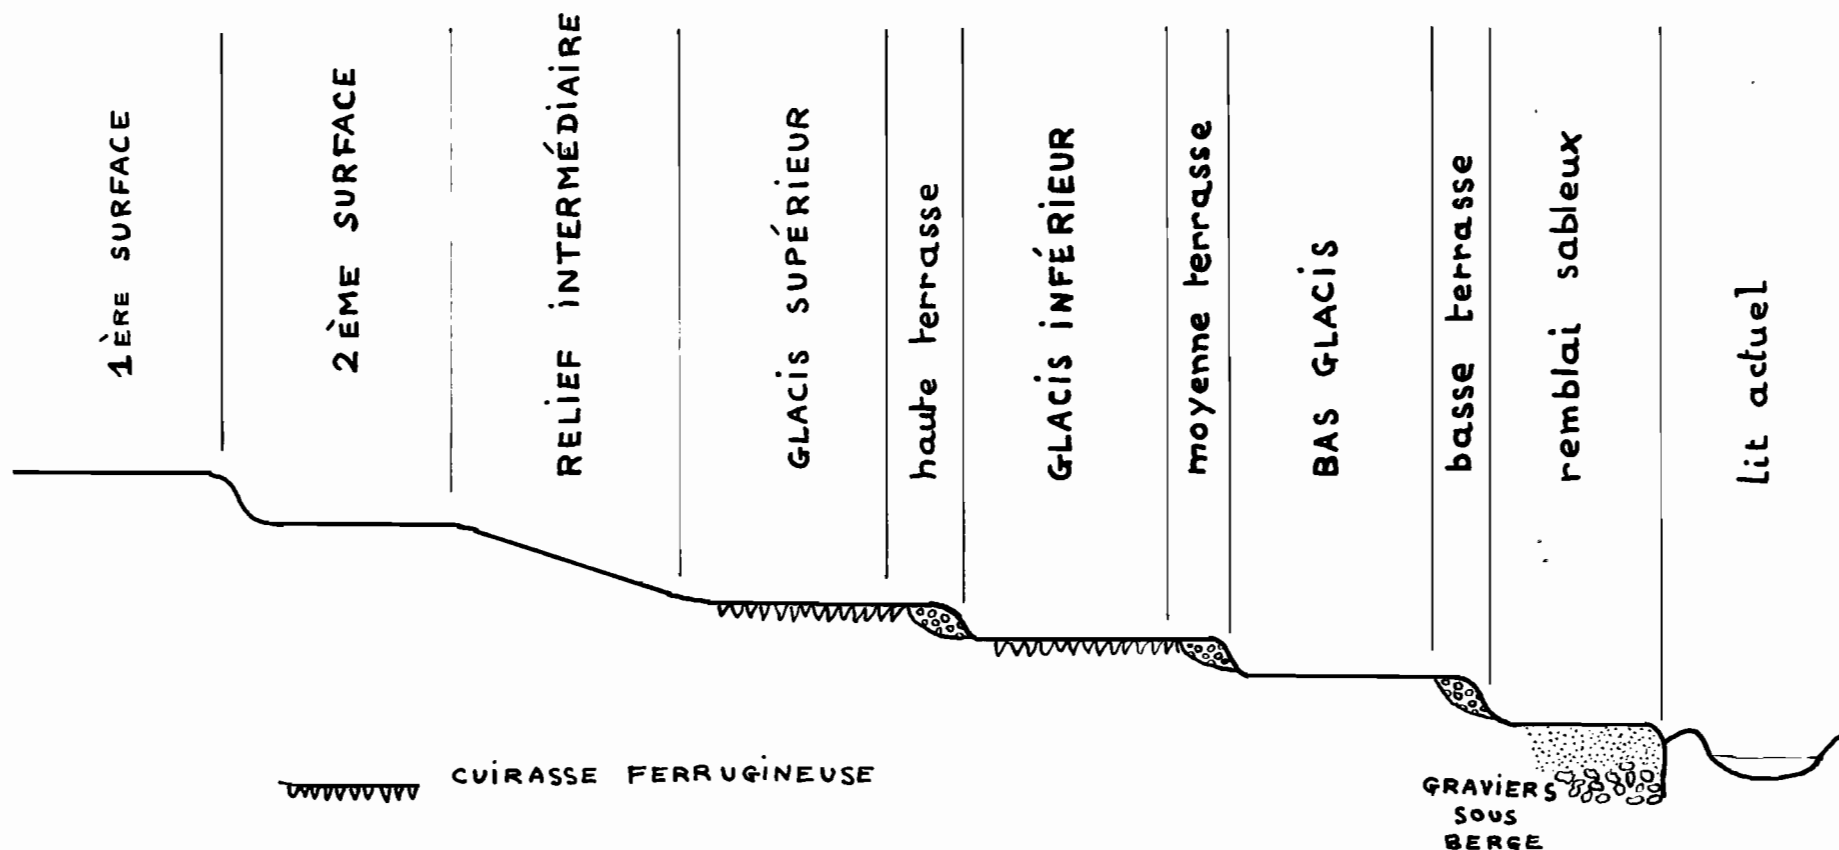 1ÈRE SURFACE
2ÈME SURFACE
RELIEF INTERMÉDIAIRE
GLACIS SUPÉRIEUR
haute terrasse
GLACIS INFÉRIEUR
moyenne terrasse
BAS GLACIS
basse terrasse
remblai sableux
lit actuel
CUIRASSE FERRUGINEUSE
GRAVIERS
SOUS
BERGE